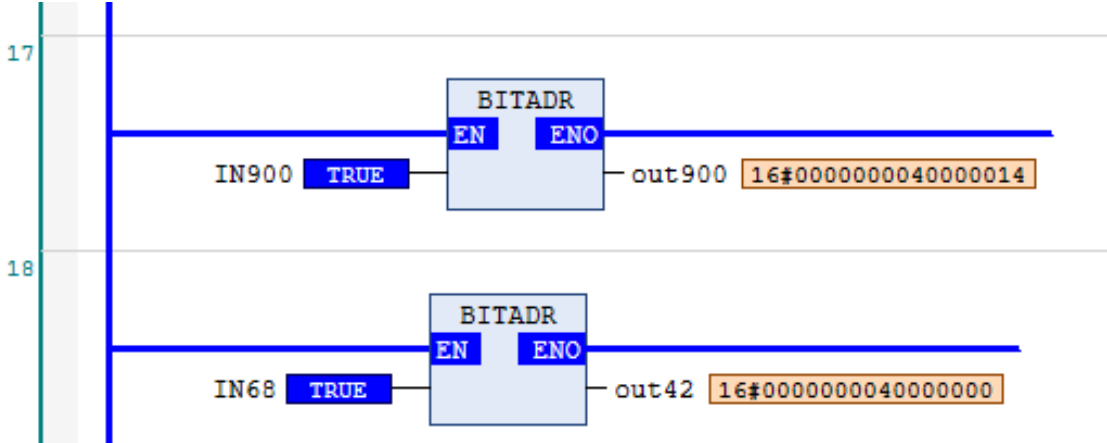 17
BITADR
EN ENO
IN900 TRUE out900 16#0000000040000014
18
BITADR
EN ENO
IN68 TRUE out42 16#0000000040000000